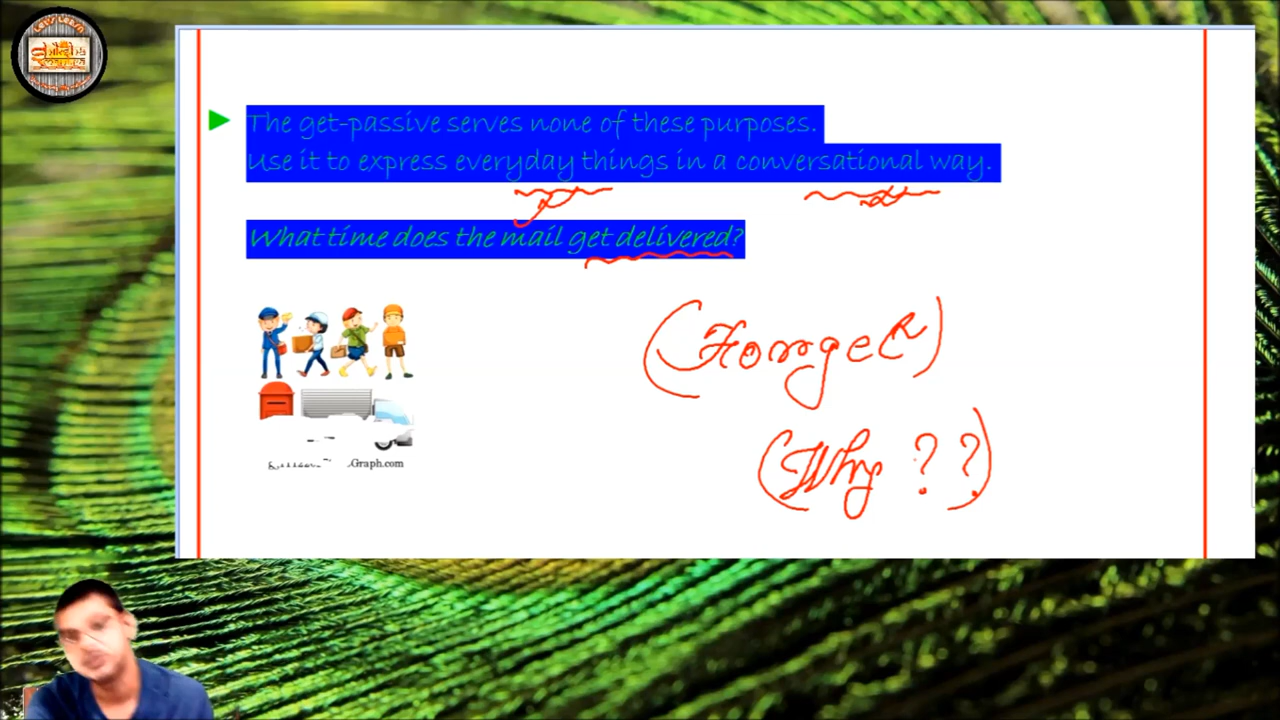 The get-passive serves none of these purposes.
Use it to express everyday things in a conversational way.
What time does the mail get delivered?
(Why ??)
Graph.com